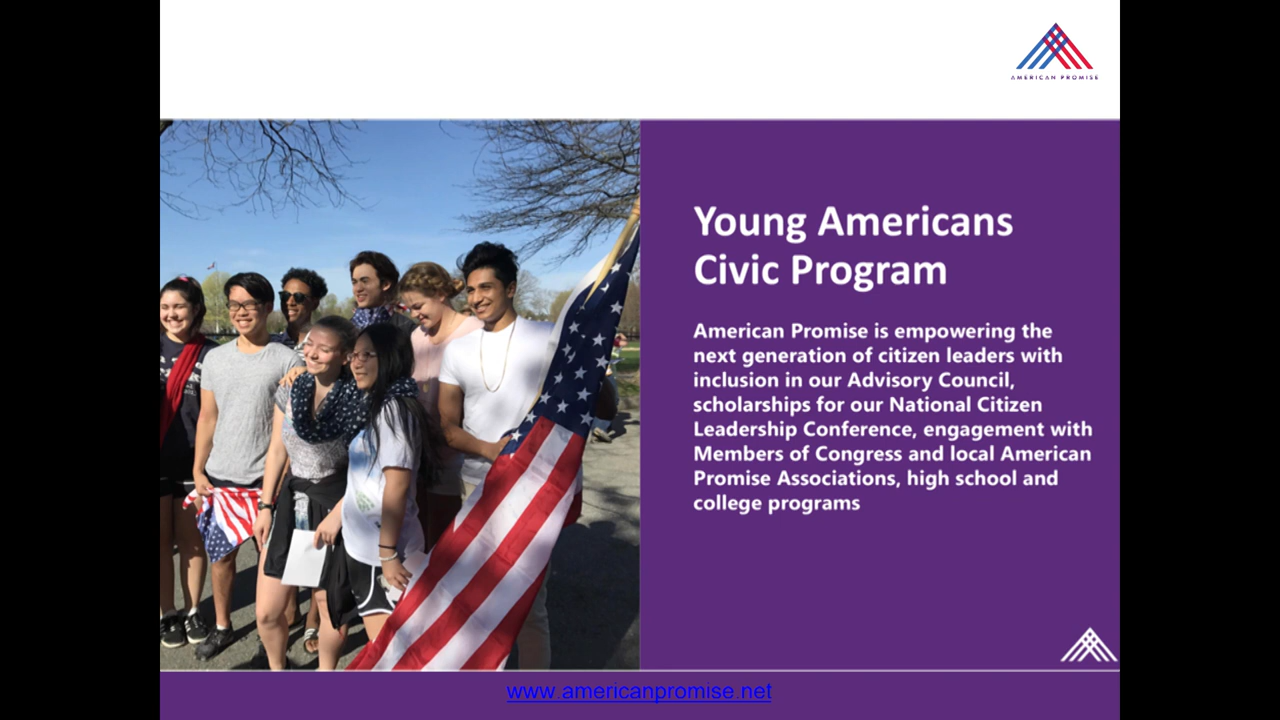 AMERICAN PROMISE
Young Americans
Civic Program
American Promise is empowering the
next generation of citizen leaders with
inclusion in our Advisory Council,
scholarships for our National Citizen
Leadership Conference, engagement with
Members of Congress and local American
Promise Associations, high school and
college programs
www.americanpromise.net